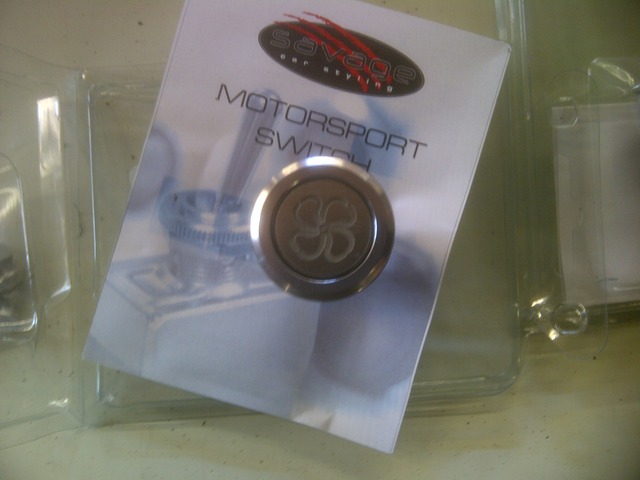 savage
car styling
MOTORSPORT
SWITCH